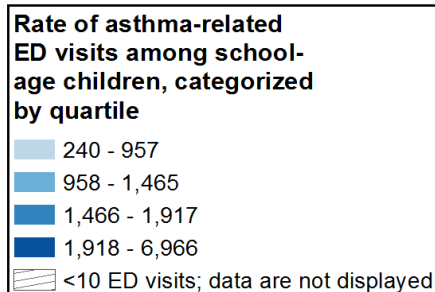 Rate of asthma-related
ED visits among school-
age children, categorized
by quartile
240 - 957
958 - 1,465
1,466 - 1,917
1,918 - 6,966
<10 ED visits; data are not displayed